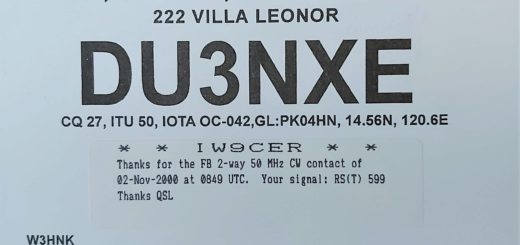 222 VILLA LEONOR
DU3NXE
CQ 27, ITU 50, IOTA OC-042,GL:PK04HN, 14.56N, 120.6E
* * IW9CER * *
Thanks for the FB 2-way 50 MHz CW contact of
02-Nov-2000 at 0849 UTC. Your signal: RS(T) 599
Thanks QSL
W3HNK